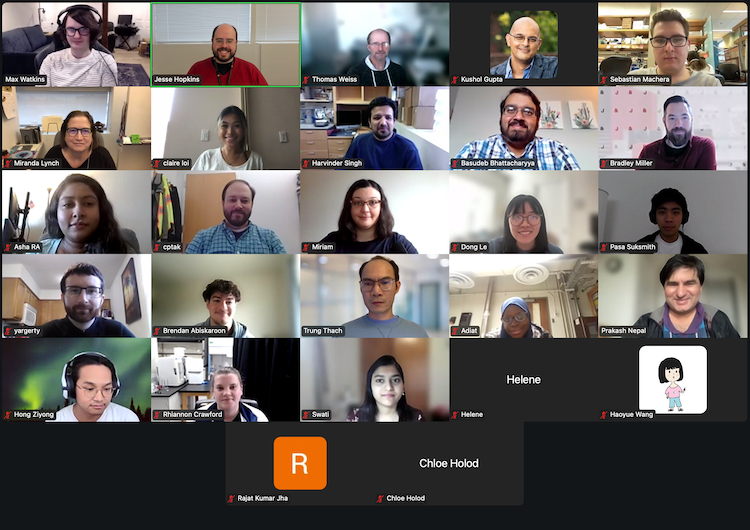 Max Watkins
Jesse Hopkins
Thomas Weiss
Kushol Gupta
Sebastian Machera
Miranda Lynch
claire loi
Harvinder Singh
Basudeb Bhattacharyya
Bradley Miller
Asha RA
cptak
Miriam
Dong Le
Pasa Suksmith
yargerty
Brendan Abiskaroon
Trung Thach
Adiat
Prakash Nepal
Hong Ziyong
Rhiannon Crawford
Swati
Helene
Helene
Haoyue Wang
R
Rajat Kumar Jha
Chloe Holod
Chloe Holod